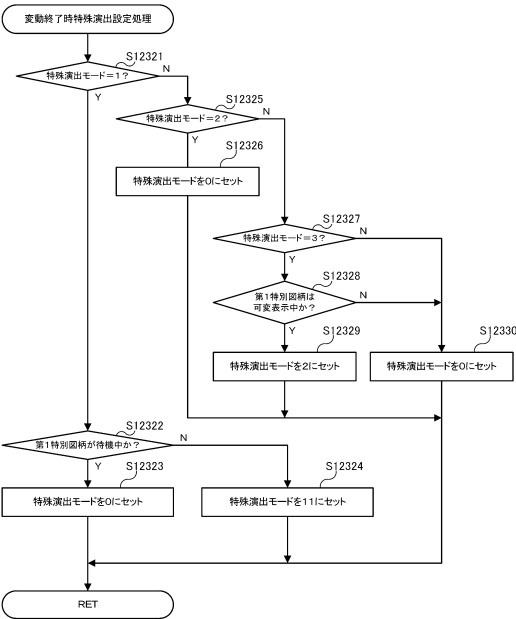 変動終了時特殊演出設定処理
S12321
特殊演出モード=1?
N
Y
S12325
特殊演出モード=2?
N
Y
S12326
特殊演出モードを0にセット
S12327
特殊演出モード=3?
N
Y
S12328
第1特別図柄は
可変表示中か?
N
Y
S12329
特殊演出モードを2にセット
S12330
特殊演出モードを0にセット
S12322
第1特別図柄が待機中か?
N
Y
S12323
特殊演出モードを0にセット
S12324
特殊演出モードを11にセット
RET